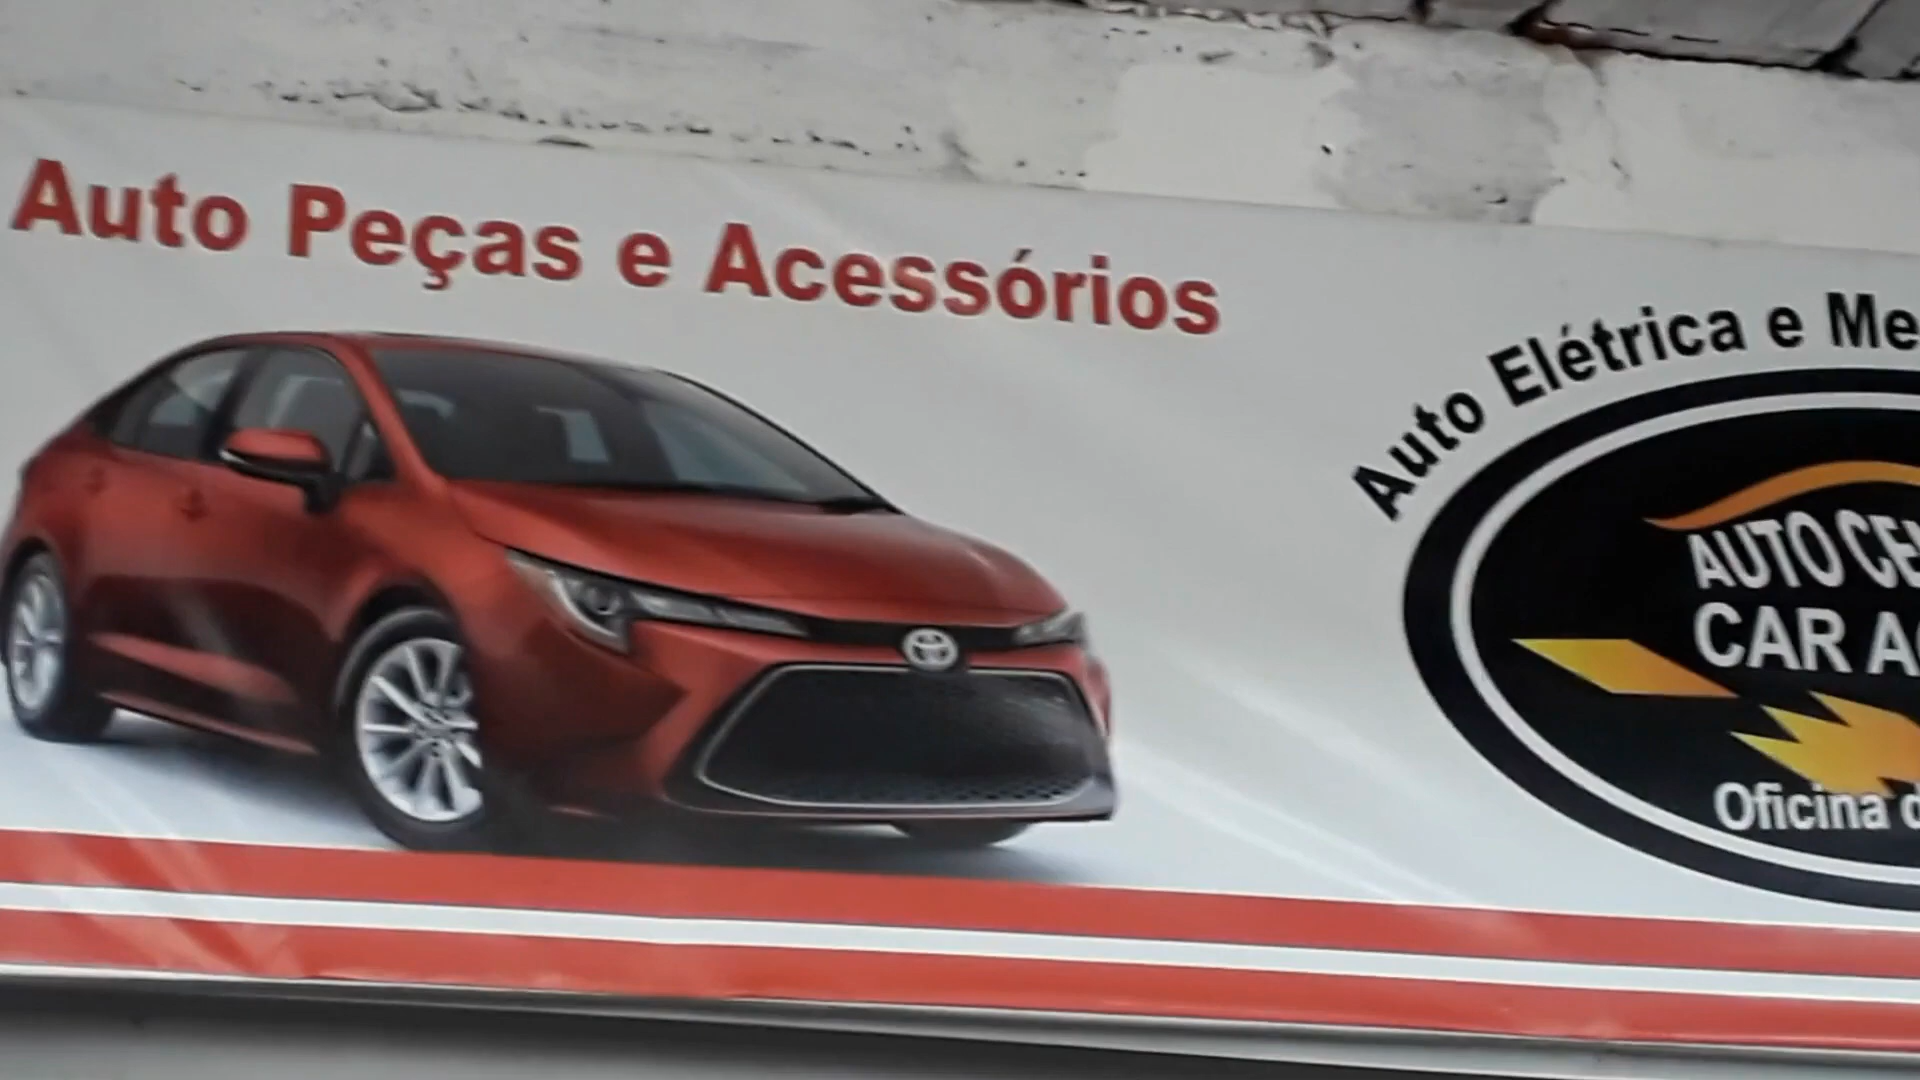 Auto Peças e Acessórios
Auto Elétrica e Me
AUTO CE
CAR A
Oficina d